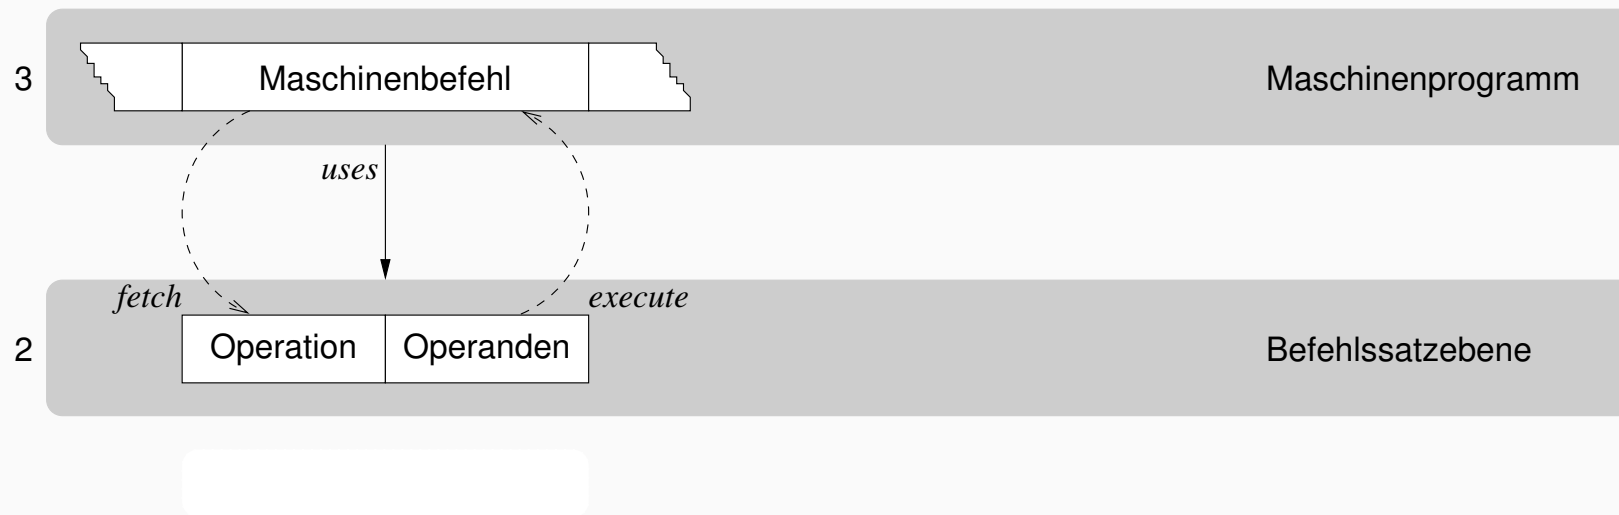 3
Maschinenbefehl
Maschinenprogramm
uses
fetch
execute
2
Operation
Operanden
Befehlssatzebene